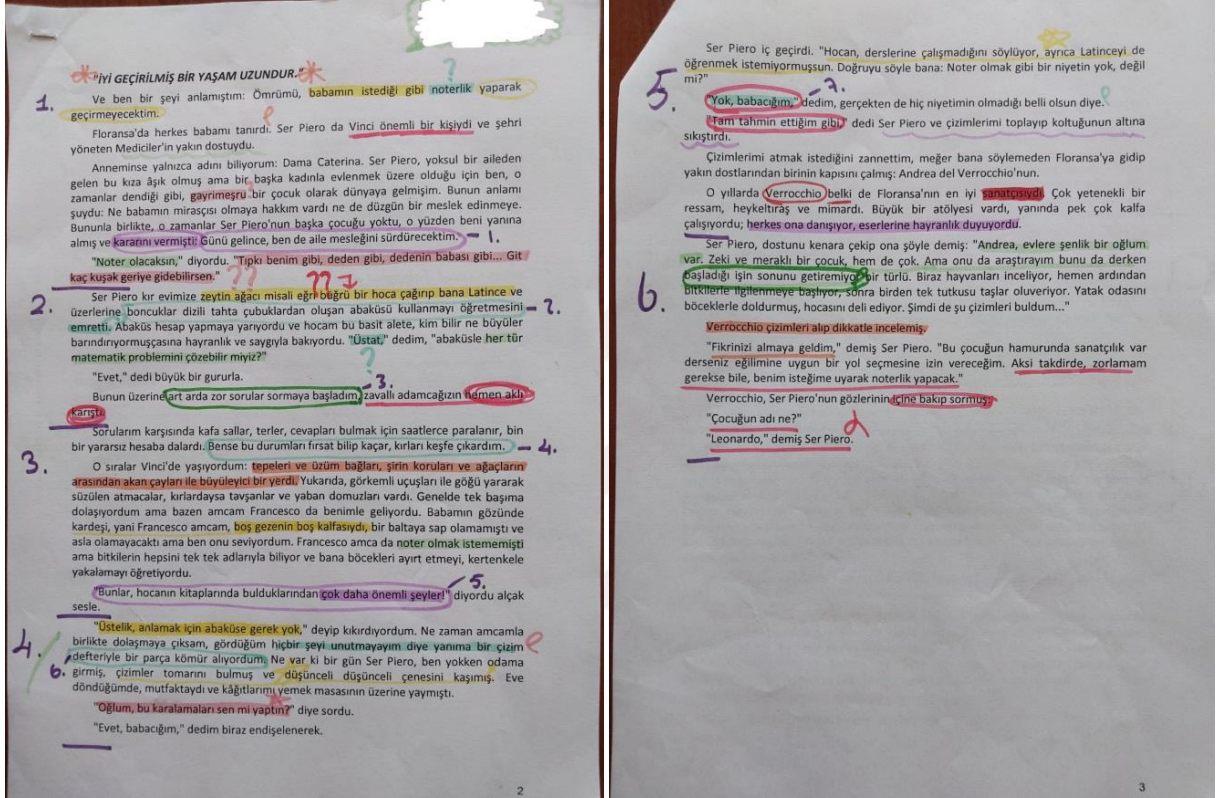 "İYİ GEÇİRİLMİŞ BİR YAŞAM UZUNDUR."
?
1. Ve ben bir şeyi anlamıştım: Ömrümü, babamın istediği gibi noterlik yaparak
geçirmeyecektim.
Floransa'da herkes babamı tanırdı. Ser Piero da Vinci önemli bir kişiydi ve şehri
yöneten Mediciler'in yakın dostuydu.
Anneminse yalnızca adını biliyorum: Dama Caterina. Ser Piero, yoksul bir aileden
gelen bu kıza âşık olmuş ama bir başka kadınla evlenmek üzere olduğu için ben, o
zamanlar dendiği gibi, gayrimeşru bir çocuk olarak dünyaya gelmişim. Bunun anlamı
şuydu: Ne babamın mirasçısı olmaya hakkım vardı ne de düzgün bir meslek edinmeye.
Bununla birlikte, o zamanlar Ser Piero'nun başka çocuğu yoktu, o yüzden beni yanına
almış ve kararını vermişti: Günü gelince, ben de aile mesleğini sürdürecektim. - 1.
"Noter olacaksın," diyordu. "Tıpkı benim gibi, deden gibi, dedenin babası gibi... Git
kaç kuşak geriye gidebilirsen."
?? ??
2. Ser Piero kır evimize zeytin ağacı misali eğri büğrü bir hoca çağırıp bana Latince ve
üzerlerine boncuklar dizili tahta çubuklardan oluşan abaküsü kullanmayı öğretmesini - 2.
emretti. Abaküs hesap yapmaya yarıyordu ve hocam bu basit alete, kim bilir ne büyüler
barındırıyormuşçasına hayranlık ve saygıyla bakıyordu. "Üstat," dedim, "abaküsle her tür
matematik problemini çözebilir miyiz?"
?
"Evet," dedi büyük bir gururla.
Bunun üzerine art arda zor sorular sormaya başladım, - 3. zavallı adamcağızın hemen aklı
karıştı.
Sorularım karşısında kafa sallar, terler, cevapları bulmak için saatlerce paralanır, bin
bir yararsız hesaba dalardı. Bense bu durumları fırsat bilip kaçar, kırları keşfe çıkardım. - 4.
3. O sıralar Vinci'de yaşıyordum: tepeleri ve üzüm bağları, şirin koruları ve ağaçların
arasından akan çayları ile büyüleyici bir yerdi. Yukarıda, görkemli uçuşları ile göğü yararak
süzülen atmacalar, kırlardaysa tavşanlar ve yaban domuzları vardı. Genelde tek başıma
dolaşıyordum ama bazen amcam Francesco da benimle geliyordu. Babamın gözünde
kardeşi, yani Francesco amcam, boş gezenin boş kalfasıydı, bir baltaya sap olamamıştı ve
asla olamayacaktı ama ben onu seviyordum. Francesco amca da noter olmak istememişti
ama bitkilerin hepsini tek tek adlarıyla biliyor ve bana böcekleri ayırt etmeyi, kertenkele
yakalamayı öğretiyordu.
"Bunlar, hocanın kitaplarında bulduklarından çok daha önemli şeyler!" 5. diyordu alçak
sesle.
4. "Üstelik, anlamak için abaküse gerek yok," deyip kıkırdıyordum. Ne zaman amcamla
birlikte dolaşmaya çıksam, gördüğüm hiçbir şeyi unutmayayım diye yanıma bir çizim
6. defteriyle bir parça kömür alıyordum. Ne var ki bir gün Ser Piero, ben yokken odama
girmiş, çizimler tomarını bulmuş ve düşünceli düşünceli çenesini kaşımış. Eve
döndüğümde, mutfaktaydı ve kâğıtlarımı yemek masasının üzerine yaymıştı.
"Oğlum, bu karalamaları sen mi yaptın?" diye sordu.
"Evet, babacığım," dedim biraz endişelenerek.
2
Ser Piero iç geçirdi. "Hocan, derslerine çalışmadığını söylüyor, ayrıca Latinceyi de
öğrenmek istemiyormuşsun. Doğruyu söyle bana: Noter olmak gibi bir niyetin yok, değil
mi?"
5. "Yok, babacığım," - 7. dedim, gerçekten de hiç niyetimin olmadığı belli olsun diye.
"Tam tahmin ettiğim gibi," dedi Ser Piero ve çizimlerimi toplayıp koltuğunun altına
sıkıştırdı.
Çizimlerimi atmak istediğini zannettim, meğer bana söylemeden Floransa'ya gidip
yakın dostlarından birinin kapısını çalmış: Andrea del Verrocchio'nun.
O yıllarda Verrocchio belki de Floransa'nın en iyi sanatçısıydı. Çok yetenekli bir
ressam, heykeltıraş ve mimardı. Büyük bir atölyesi vardı, yanında pek çok kalfa
çalışıyordu; herkes ona danışıyor, eserlerine hayranlık duyuyordu.
6. Ser Piero, dostunu kenara çekip ona şöyle demiş: "Andrea, evlere şenlik bir oğlum
var. Zeki ve meraklı bir çocuk, hem de çok. Ama onu da araştırayım bunu da derken
başladığı işin sonunu getiremiyor 8 bir türlü. Biraz hayvanları inceliyor, hemen ardından
bitkilerle ilgilenmeye başlıyor, sonra birden tek tutkusu taşlar oluveriyor. Yatak odasını
böceklerle doldurmuş, hocasını deli ediyor. Şimdi de şu çizimleri buldum..."
Verrocchio çizimleri alıp dikkatle incelemiş.
"Fikrinizi almaya geldim," demiş Ser Piero. "Bu çocuğun hamurunda sanatçılık var
derseniz eğilimine uygun bir yol seçmesine izin vereceğim. Aksi takdirde, zorlamam
gerekse bile, benim isteğime uyarak noterlik yapacak."
Verrocchio, Ser Piero'nun gözlerinin içine bakıp sormuş:
"Çocuğun adı ne?"
"Leonardo," demiş Ser Piero.
3